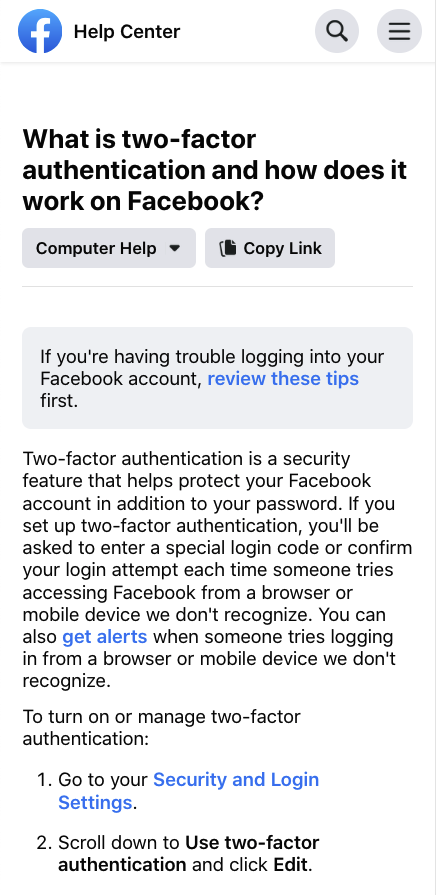 Help Center
What is two-factor
authentication and how does it
work on Facebook?
Computer Help
Copy Link
If you're having trouble logging into your
Facebook account, review these tips
first.
Two-factor authentication is a security
feature that helps protect your Facebook
account in addition to your password. If you
set up two-factor authentication, you'll be
asked to enter a special login code or confirm
your login attempt each time someone tries
accessing Facebook from a browser or
mobile device we don't recognize. You can
also get alerts when someone tries logging
in from a browser or mobile device we don't
recognize.
To turn on or manage two-factor
authentication:
1. Go to your Security and Login
Settings.
2. Scroll down to Use two-factor
authentication and click Edit.